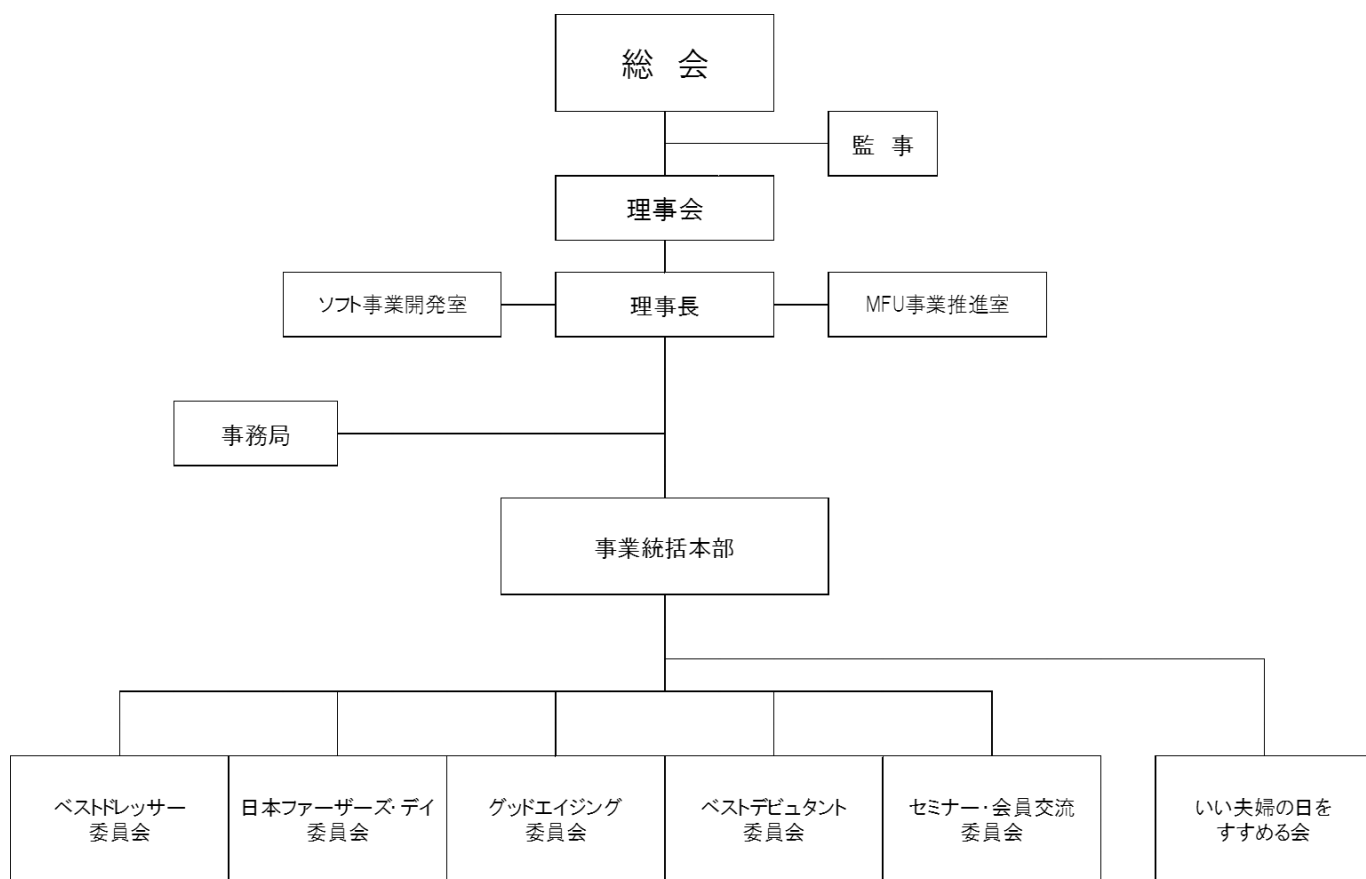 総　会
監　事
理事会
ソフト事業開発室
理事長
MFU事業推進室
事務局
事業統括本部
ベストドレッサー
委員会
日本ファーザーズ・デイ
委員会
グッドエイジング
委員会
ベストデビュタント
委員会
セミナー・会員交流
委員会
いい夫婦の日を
すすめる会